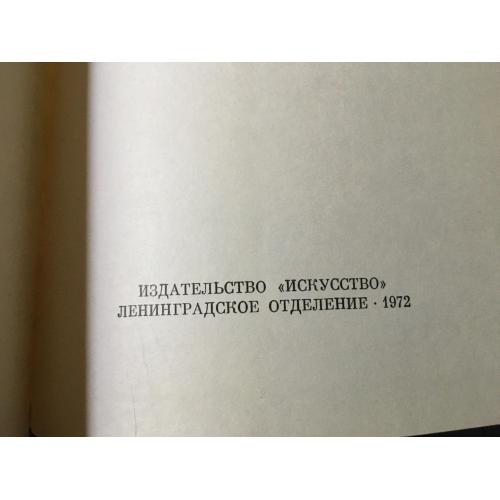 ИЗДАТЕЛЬСТВО «ИСКУССТВО»
ЛЕНИНГРАДСКОЕ ОТДЕЛЕНИЕ · 1972